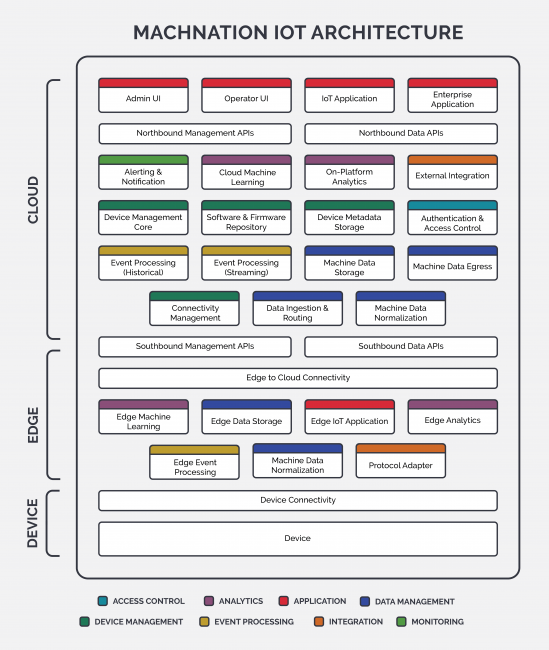 MACHNATION IOT ARCHITECTURE
CLOUD
Admin UI
Operator UI
IoT Application
Enterprise
Application
Northbound Management APIs
Northbound Data APIs
Alerting &
Notification
Cloud Machine
Learning
On-Platform
Analytics
External Integration
Device Management
Core
Software & Firmware
Repository
Device Metadata
Storage
Authentication &
Access Control
Event Processing
(Historical)
Event Processing
(Streaming)
Machine Data
Storage
Machine Data Egress
Connectivity
Management
Data Ingestion &
Routing
Machine Data
Normalization
Southbound Management APIs
Southbound Data APIs
EDGE
Edge to Cloud Connectivity
Edge Machine
Learning
Edge Data Storage
Edge IoT Application
Edge Analytics
Edge Event
Processing
Machine Data
Normalization
Protocol Adapter
DEVICE
Device Connectivity
Device
ACCESS CONTROL
ANALYTICS
APPLICATION
DATA MANAGEMENT
DEVICE MANAGEMENT
EVENT PROCESSING
INTEGRATION
MONITORING